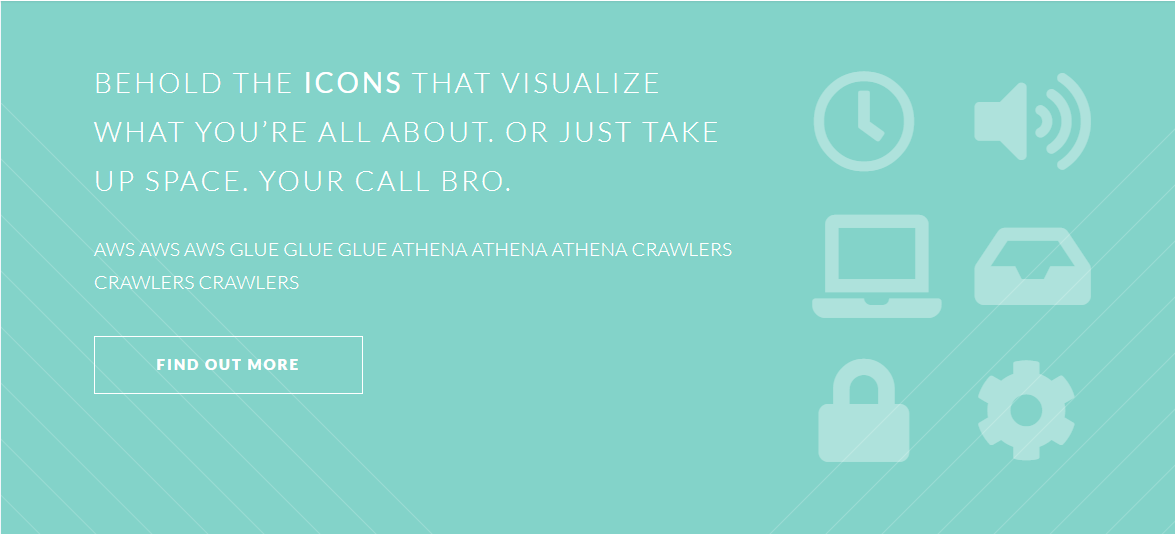 BEHOLD THE ICONS THAT VISUALIZE
WHAT YOU’RE ALL ABOUT. OR JUST TAKE
UP SPACE. YOUR CALL BRO.
AWS AWS AWS GLUE GLUE GLUE ATHENA ATHENA ATHENA CRAWLERS
CRAWLERS CRAWLERS
FIND OUT MORE